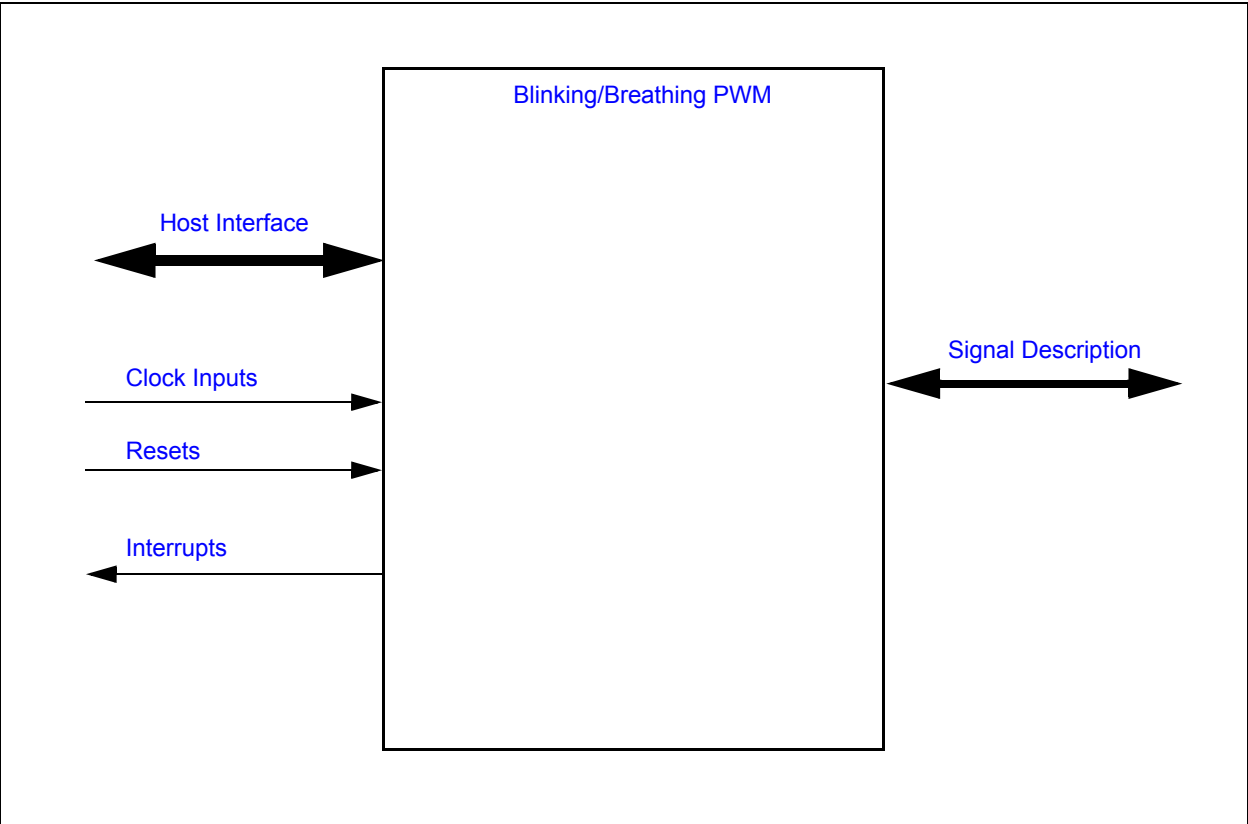 Blinking/Breathing PWM
Host Interface
Signal Description
Clock Inputs
Resets
Interrupts